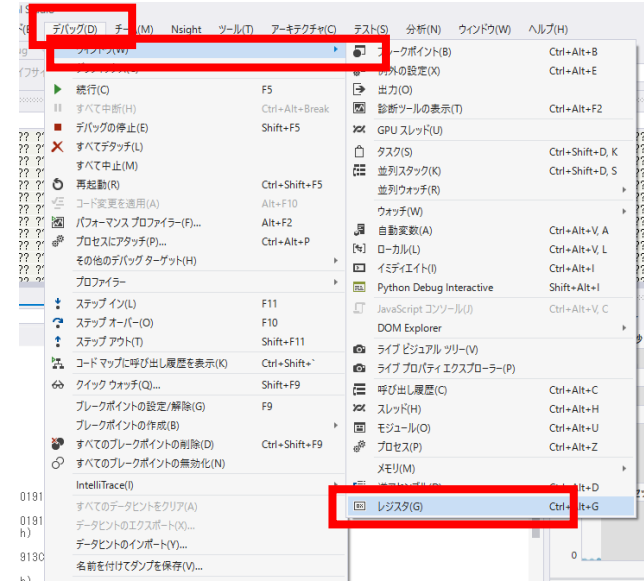 デバッグ(D) チーム(M) Nsight ツール(T) アーキテクチャ(C) テスト(S) 分析(N) ウィンドウ(W) ヘルプ(H)
ウィンドウ(W)
続行(C) F5
すべて中断(H) Ctrl+Alt+Break
デバッグの停止(E) Shift+F5
すべてデタッチ(L)
すべて中止(M)
再起動(R) Ctrl+Shift+F5
コード変更を適用(A) Alt+F10
パフォーマンス プロファイラー(F)... Alt+F2
プロセスにアタッチ(P)... Ctrl+Alt+P
その他のデバッグ ターゲット(H)
プロファイラー
ステップ イン(L) F11
ステップ オーバー(O) F10
ステップ アウト(T) Shift+F11
コード マップに呼び出し履歴を表示(K) Ctrl+Shift+`
クイック ウォッチ(Q)... Shift+F9
ブレークポイントの設定/解除(G) F9
ブレークポイントの作成(B)
すべてのブレークポイントの削除(D) Ctrl+Shift+F9
すべてのブレークポイントの無効化(N)
IntelliTrace(I)
すべてのデータヒントをクリア(A)
データヒントのエクスポート(X)...
データヒントのインポート(Y)...
名前を付けてダンプを保存(V)...
ブレークポイント(B) Ctrl+Alt+B
例外の設定(X) Ctrl+Alt+E
出力(O)
診断ツールの表示(T) Ctrl+Alt+F2
GPU スレッド(U)
タスク(S) Ctrl+Shift+D, K
並列スタック(K) Ctrl+Shift+D, S
並列ウォッチ(R)
ウォッチ(W)
自動変数(A) Ctrl+Alt+V, A
ローカル(L) Ctrl+Alt+V, L
イミディエイト(I) Ctrl+Alt+I
Python Debug Interactive Shift+Alt+I
JavaScript コンソール(J) Ctrl+Alt+V, C
DOM Explorer
ライブ ビジュアル ツリー(V)
ライブ プロパティ エクスプローラー(P)
呼び出し履歴(C) Ctrl+Alt+C
スレッド(H) Ctrl+Alt+H
モジュール(O) Ctrl+Alt+U
プロセス(P) Ctrl+Alt+Z
メモリ(M)
逆アセンブル(D) Ctrl+Alt+D
レジスタ(G) Ctrl+Alt+G
0191
0191
h)
913C
0